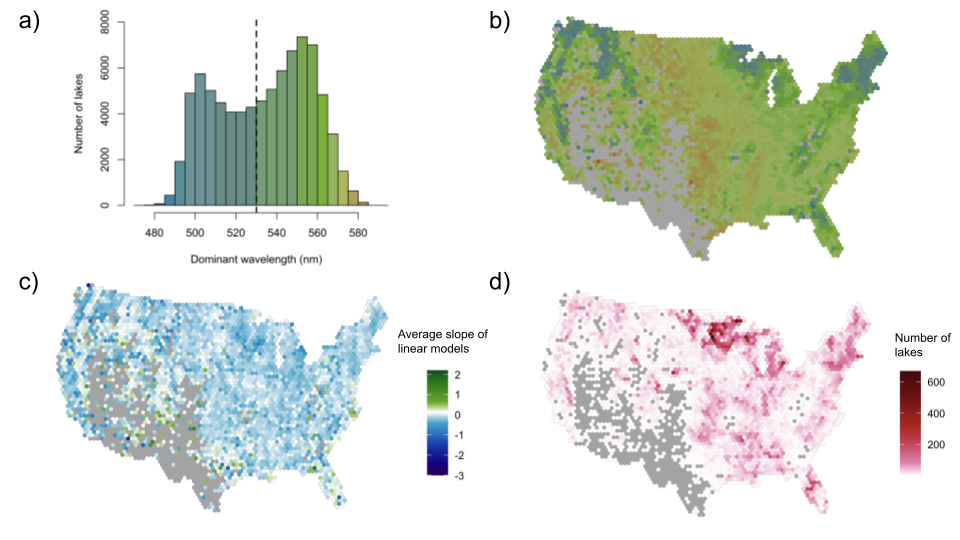 a)
Number of lakes
8000
6000
4000
2000
0
480 500 520 540 560 580
Dominant wavelength (nm)
b)
c)
Average slope of
linear models
2
1
0
-1
-2
-3
d)
Number of
lakes
600
400
200